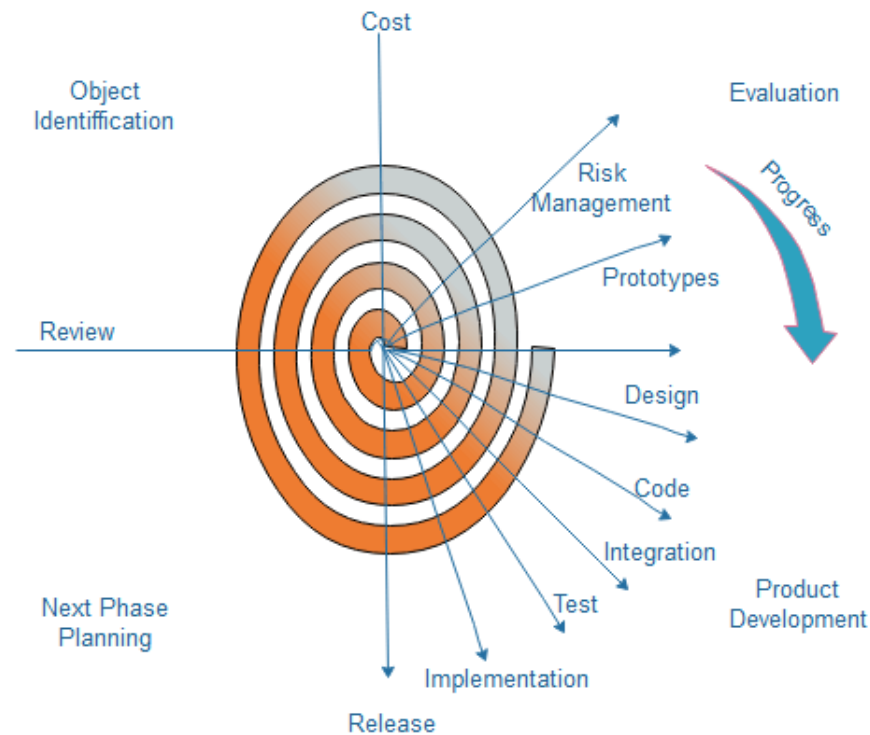 Cost
Object
Identiffication
Evaluation
Risk
Management
Progress
Prototypes
Review
Design
Code
Integration
Test
Product
Development
Next Phase
Planning
Implementation
Release